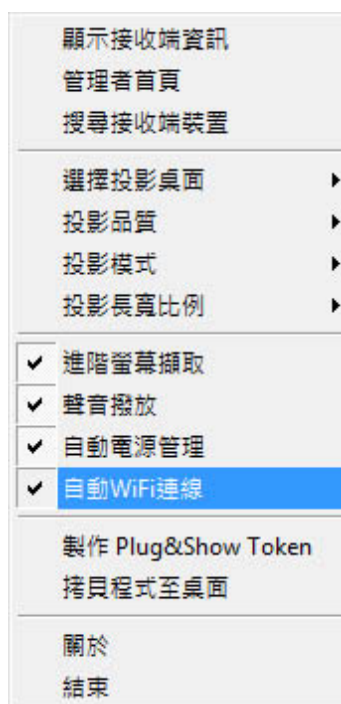 顯示接收端資訊
管理者首頁
搜尋接收端裝置
選擇投影桌面
投影品質
投影模式
投影長寬比例
進階螢幕擷取
聲音撥放
自動電源管理
自動WiFi連線
製作 Plug&Show Token
拷貝程式至桌面
關於
結束